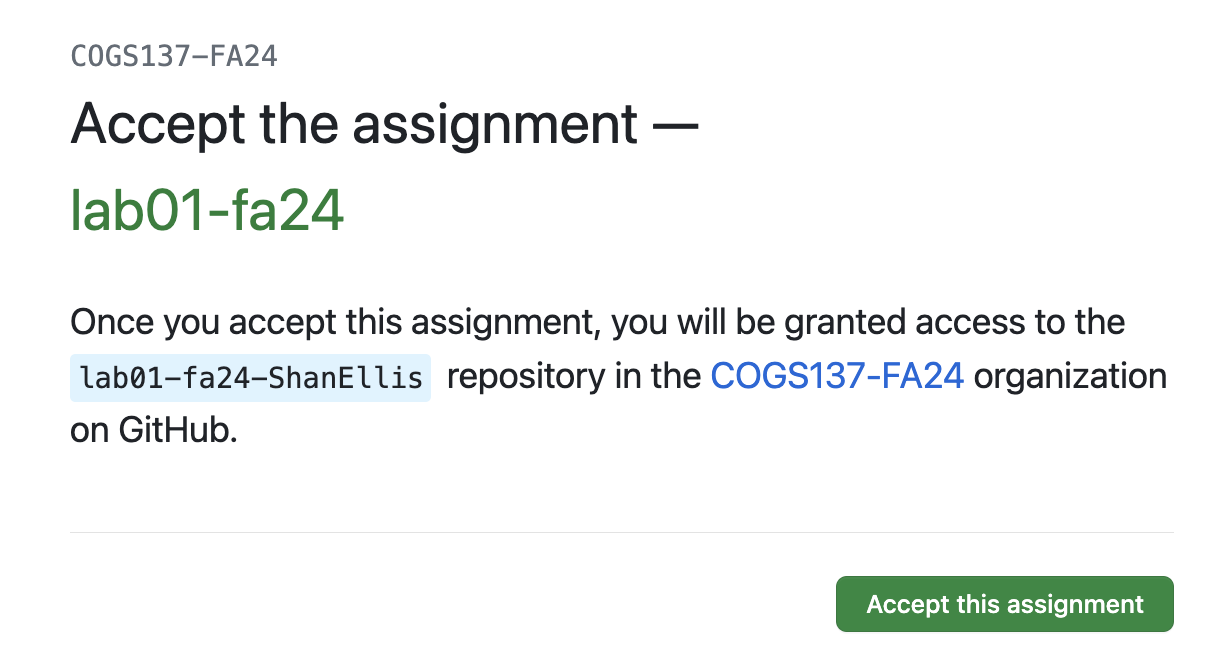 COGS137-FA24
Accept the assignment —
lab01-fa24
Once you accept this assignment, you will be granted access to the
lab01-fa24-ShanEllis repository in the COGS137-FA24 organization
on GitHub.
Accept this assignment